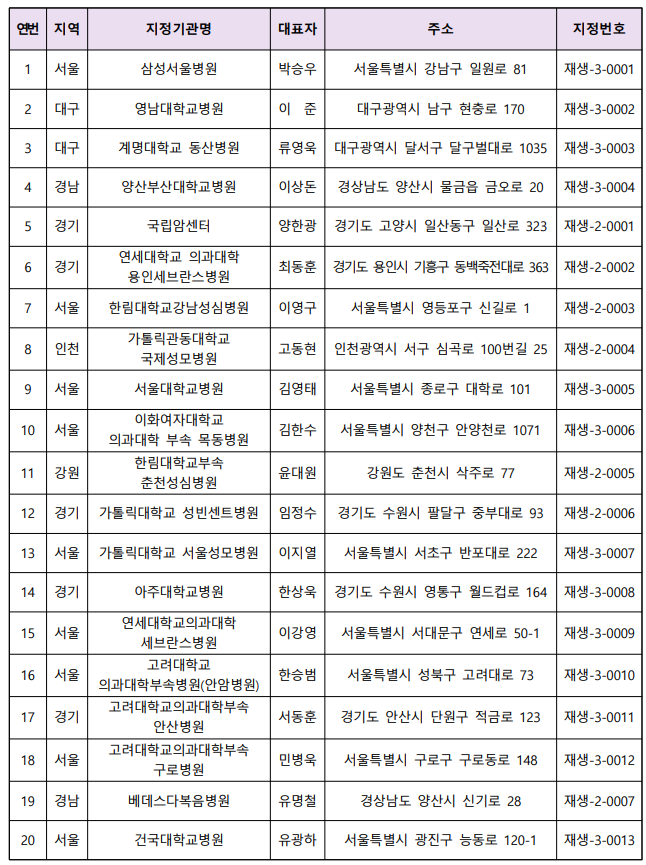 연번 지역 지정기관명 대표자 주소 지정번호
1 서울 삼성서울병원 박승우 서울특별시 강남구 일원로 81 재생-3-0001
2 대구 영남대학교병원 이 준 대구광역시 남구 현충로 170 재생-3-0002
3 대구 계명대학교 동산병원 류영욱 대구광역시 달서구 달구벌대로 1035 재생-3-0003
4 경남 양산부산대학교병원 이상돈 경상남도 양산시 물금읍 금오로 20 재생-3-0004
5 경기 국립암센터 양한광 경기도 고양시 일산동구 일산로 323 재생-2-0001
6 경기 연세대학교 의과대학
용인세브란스병원 최동훈 경기도 용인시 기흥구 동백죽전대로 363 재생-2-0002
7 서울 한림대학교강남성심병원 이영구 서울특별시 영등포구 신길로 1 재생-2-0003
8 인천 가톨릭관동대학교
국제성모병원 고동현 인천광역시 서구 심곡로 100번길 25 재생-2-0004
9 서울 서울대학교병원 김영태 서울특별시 종로구 대학로 101 재생-3-0005
10 서울 이화여자대학교
의과대학 부속 목동병원 김한수 서울특별시 양천구 안양천로 1071 재생-3-0006
11 강원 한림대학교부속
춘천성심병원 윤대원 강원도 춘천시 삭주로 77 재생-2-0005
12 경기 가톨릭대학교 성빈센트병원 임정수 경기도 수원시 팔달구 중부대로 93 재생-2-0006
13 서울 가톨릭대학교 서울성모병원 이지열 서울특별시 서초구 반포대로 222 재생-3-0007
14 경기 아주대학교병원 한상욱 경기도 수원시 영통구 월드컵로 164 재생-3-0008
15 서울 연세대학교의과대학
세브란스병원 이강영 서울특별시 서대문구 연세로 50-1 재생-3-0009
16 서울 고려대학교
의과대학부속병원(안암병원) 한승범 서울특별시 성북구 고려대로 73 재생-3-0010
17 경기 고려대학교의과대학부속
안산병원 서동훈 경기도 안산시 단원구 적금로 123 재생-3-0011
18 서울 고려대학교의과대학부속
구로병원 민병욱 서울특별시 구로구 구로동로 148 재생-3-0012
19 경남 베데스다복음병원 유명철 경상남도 양산시 신기로 28 재생-2-0007
20 서울 건국대학교병원 유광하 서울특별시 광진구 능동로 120-1 재생-3-0013